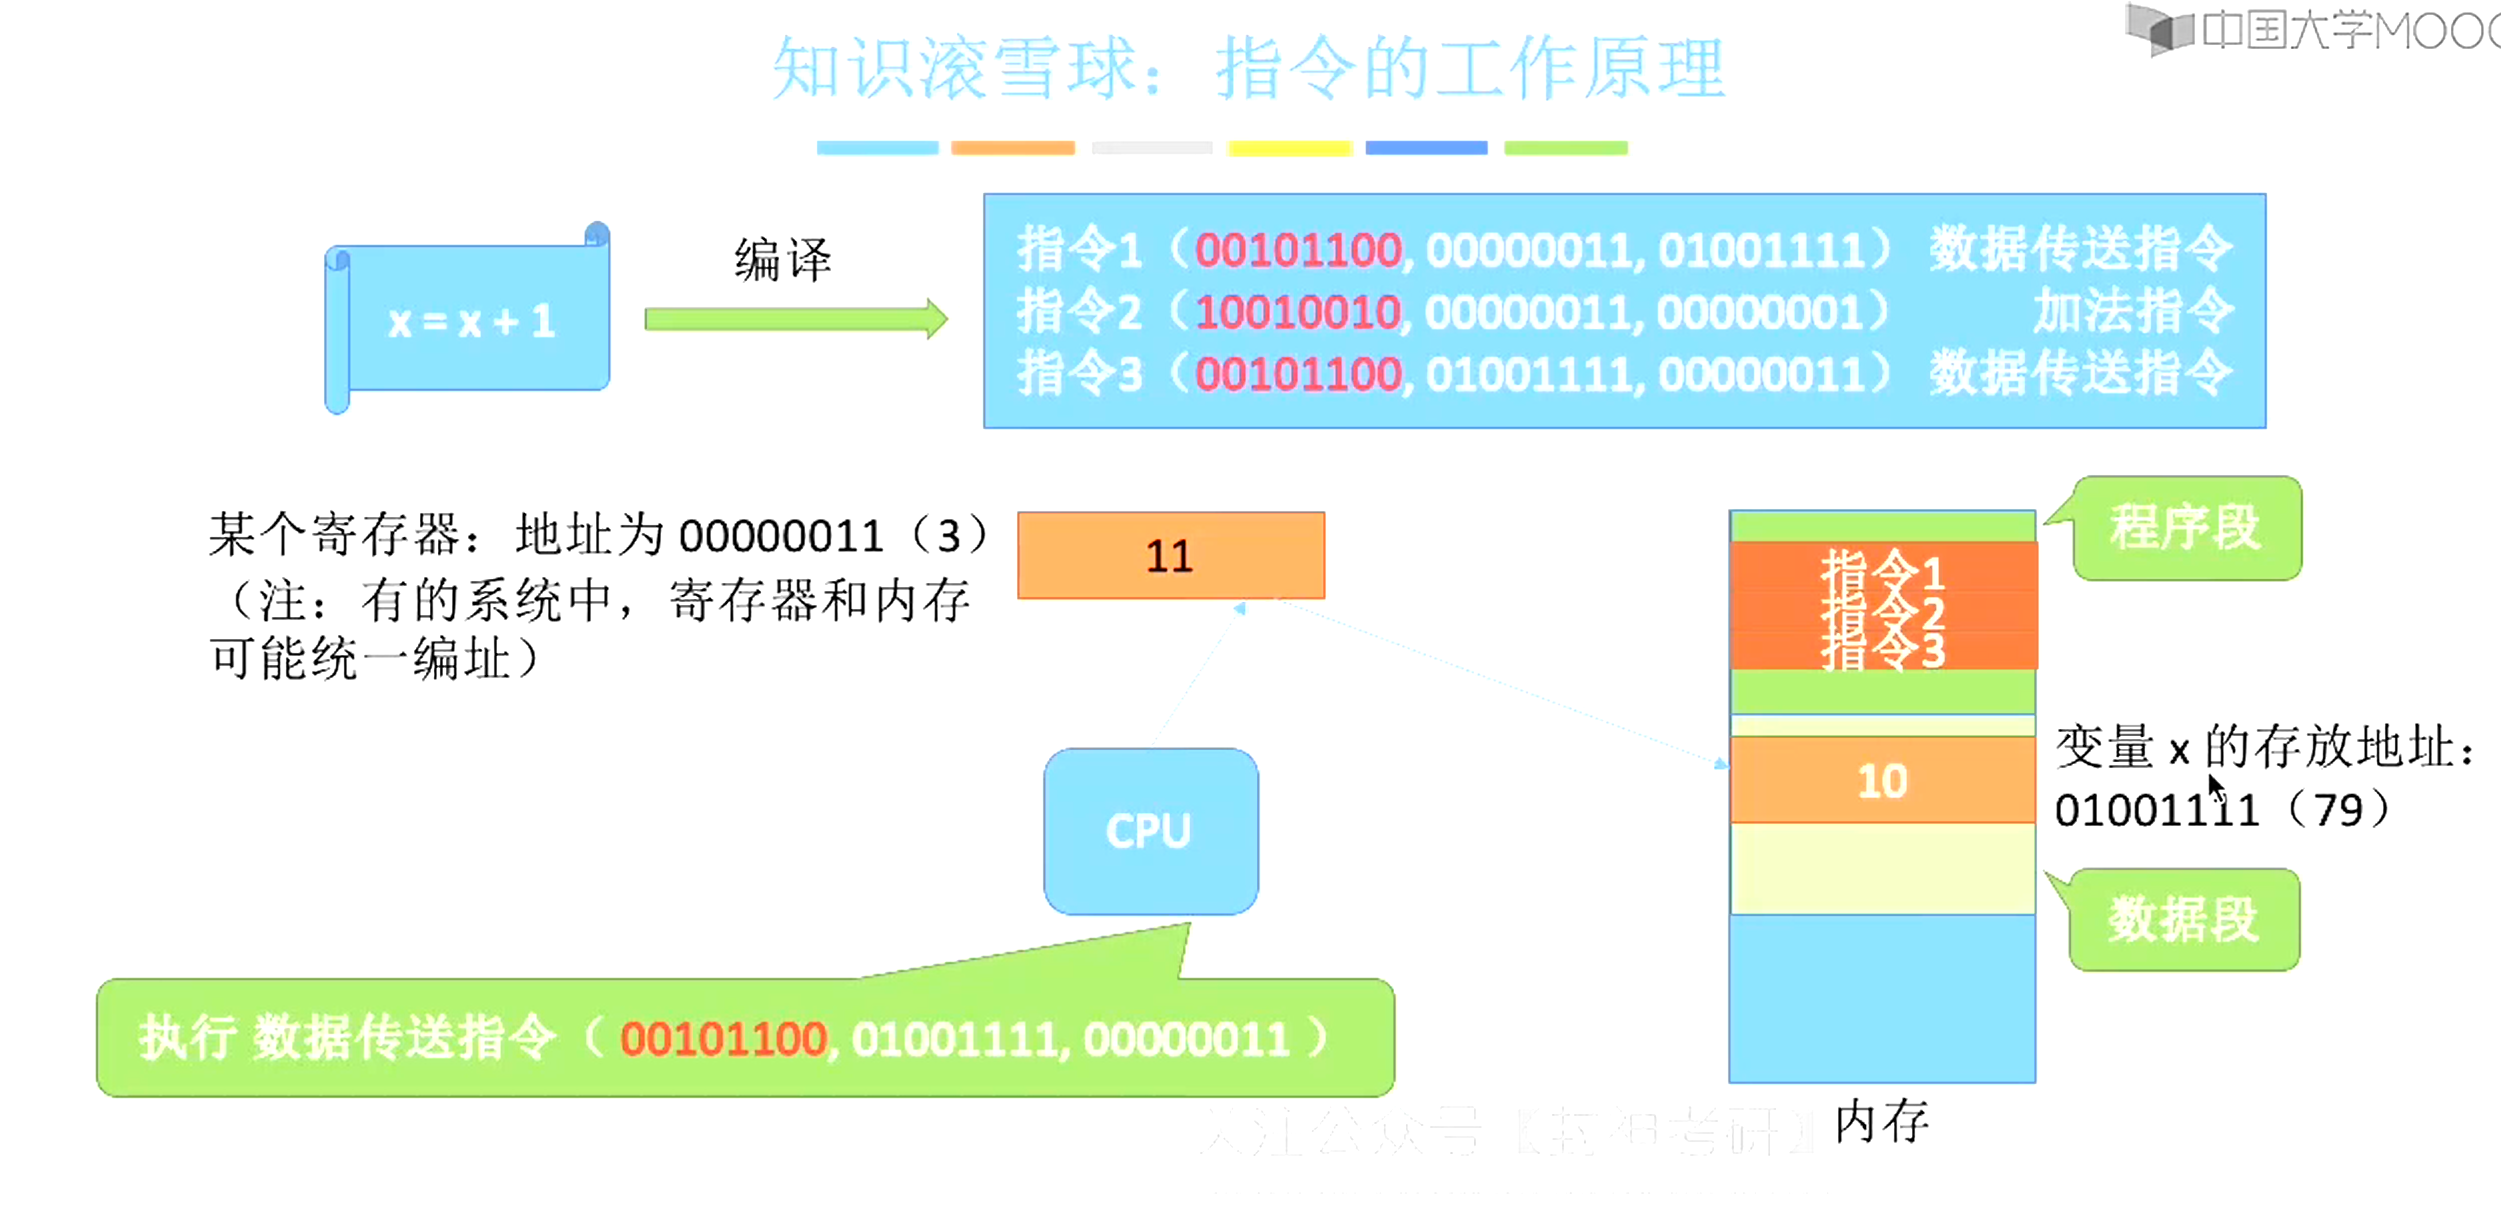 中国大学MOOC
知识滚雪球：指令的工作原理
x = x + 1
编译
指令1（00101100, 00000011, 01001111） 数据传送指令
指令2（10010010, 00000011, 00000001） 加法指令
指令3（00101100, 01001111, 00000011） 数据传送指令
某个寄存器：地址为 00000011（3）
（注：有的系统中，寄存器和内存
可能统一编址）
11
程序段
指令1
指令2
指令3
变量 x 的存放地址：
01001111（79）
10
CPU
数据段
执行 数据传送指令（ 00101100, 01001111, 00000011 ）
内存